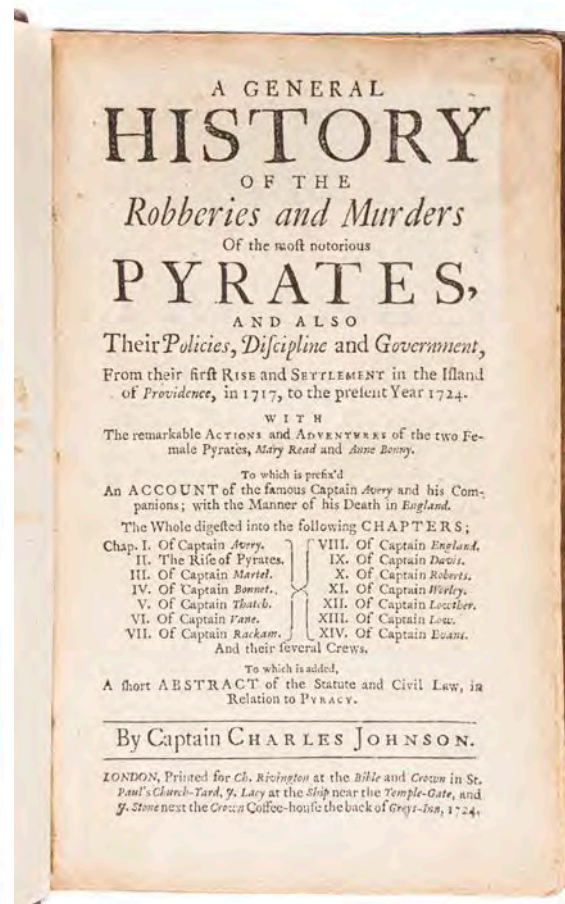 A GENERAL
HISTORY
OF THE
Robberies and Murders
Of the moſt notorious
PYRATES,
AND ALSO
Their Policies, Diſcipline and Government,
From their firſt RISE and SETTLEMENT in the Iſland
of Providence, in 1717, to the preſent Year 1724.
WITH
The remarkable ACTIONS and ADVENTURES of the two Fe-
male Pyrates, Mary Read and Anne Bonny.
To which is prefix'd
An ACCOUNT of the famous Captain Avery and his Com-
panions; with the Manner of his Death in England.
The Whole digeſted into the following CHAPTERS;
Chap. I. Of Captain Avery.
II. The Riſe of Pyrates.
III. Of Captain Martel.
IV. Of Captain Bonnet.
V. Of Captain Thatch.
VI. Of Captain Vane.
VII. Of Captain Rackam.
VIII. Of Captain England.
IX. Of Captain Davis.
X. Of Captain Roberts.
XI. Of Captain Worley.
XII. Of Captain Lowther.
XIII. Of Captain Low.
XIV. Of Captain Evans.
And their ſeveral Crews.
To which is added,
A ſhort ABSTRACT of the Statute and Civil Law, in
Relation to PYRACY.
By Captain CHARLES JOHNSON.
LONDON, Printed for Ch. Rivington at the Bible and Crown in St.
Paul's Church-Yard, J. Lacy at the Ship near the Temple-Gate, and
J. Stone next the Crown Coffee-houſe the back of Greys-Inn, 1724.